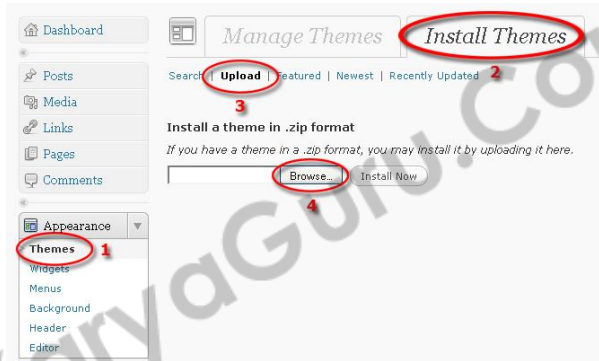 Dashboard
Posts
Media
Links
Pages
Comments
Appearance
Themes 1
Widgets
Menus
Background
Header
Editor
Manage Themes
Install Themes
2
Search | Upload | Featured | Newest | Recently Updated
3
Install a theme in .zip format
If you have a theme in a .zip format, you may install it by uploading it here.
Browse... Install Now
4
aryaGuru.Com